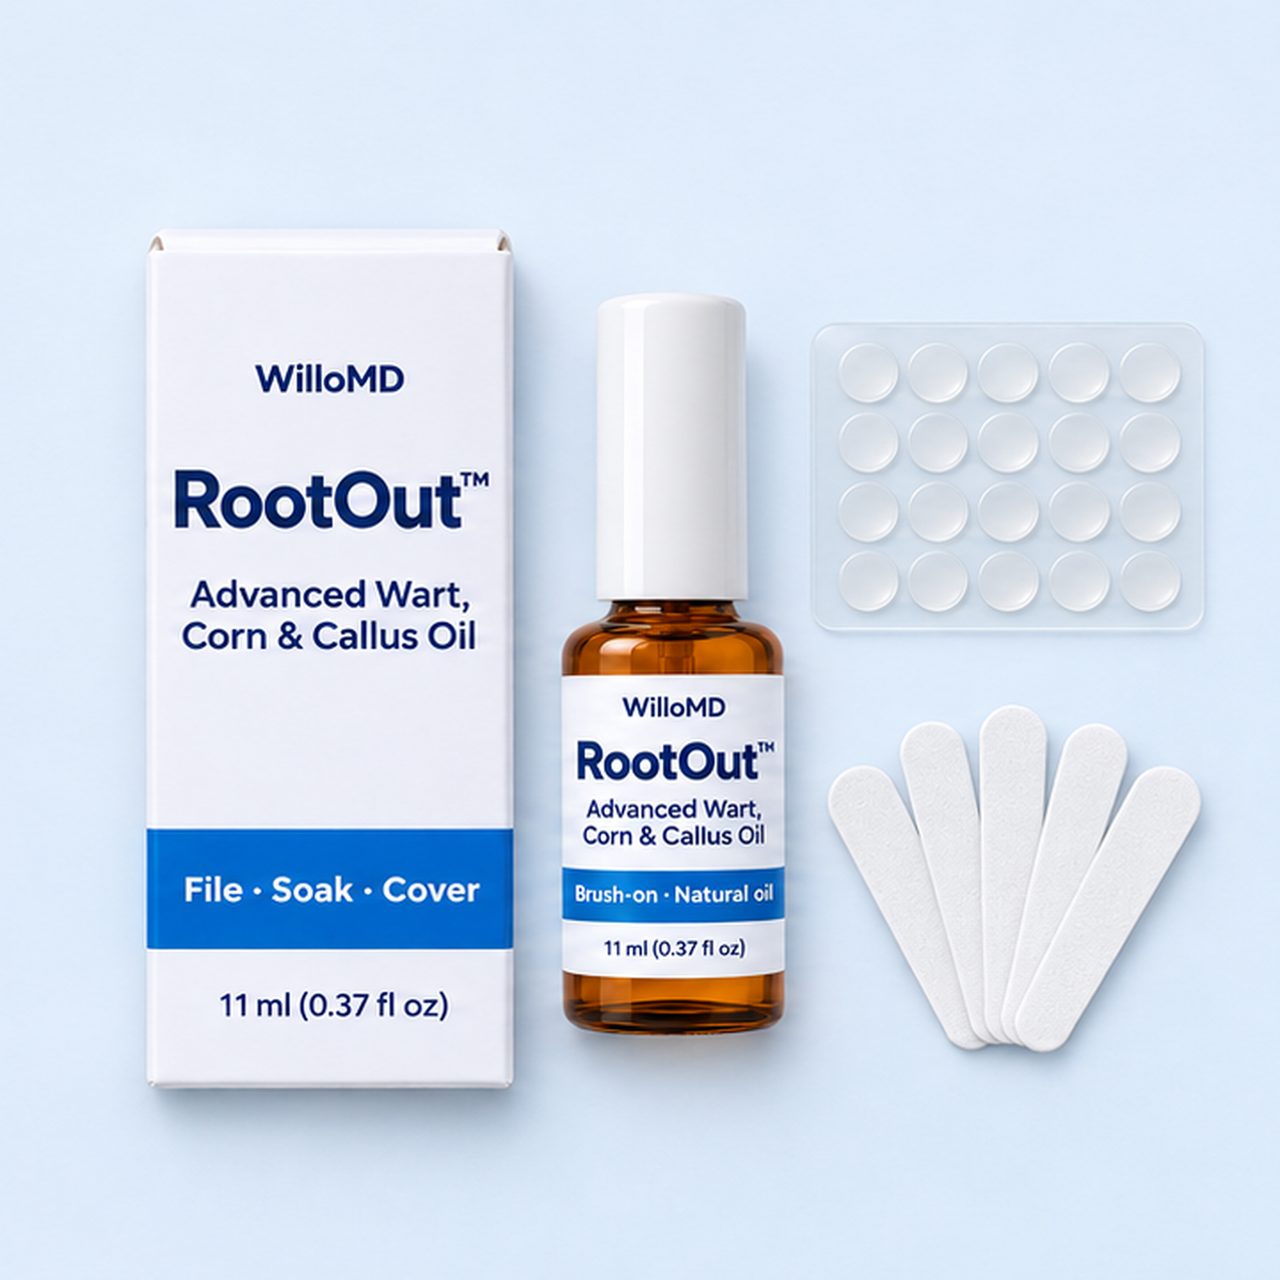 WilloMD
RootOut™
Advanced Wart,
Corn & Callus Oil
File · Soak · Cover
11 ml (0.37 fl oz)
WilloMD
RootOut™
Advanced Wart,
Corn & Callus Oil
Brush-on · Natural oil
11 ml (0.37 fl oz)